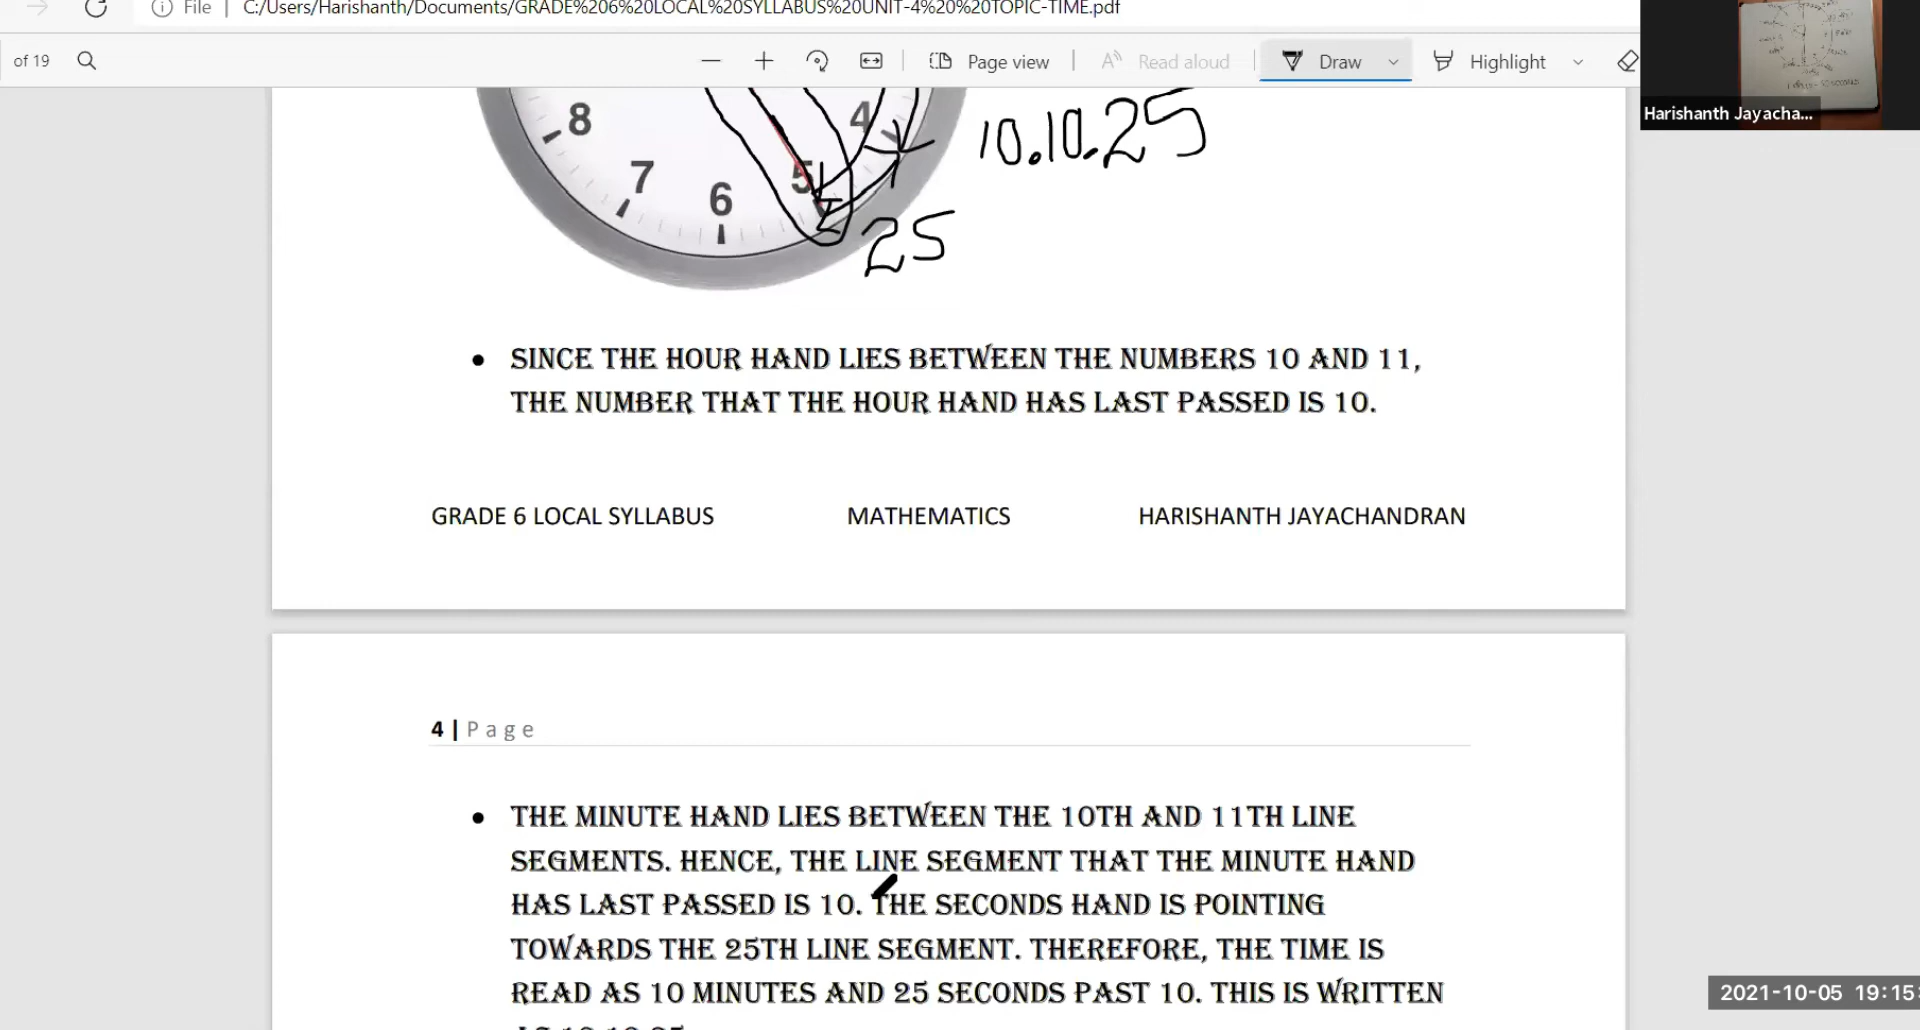 File
C:/Users/Harishanth/Documents/GRADE%206%20LOCAL%20SYLLABUS%20UNIT-4%20%20TOPIC-TIME.pdf
of 19
Page view
Read aloud
Draw
Highlight
Harishanth Jayacha...
8
4
10.10.25
7
5
6
25
SINCE THE HOUR HAND LIES BETWEEN THE NUMBERS 10 AND 11,
THE NUMBER THAT THE HOUR HAND HAS LAST PASSED IS 10.
GRADE 6 LOCAL SYLLABUS MATHEMATICS HARISHANTH JAYACHANDRAN
4 | Page
THE MINUTE HAND LIES BETWEEN THE 10TH AND 11TH LINE
SEGMENTS. HENCE, THE LINE SEGMENT THAT THE MINUTE HAND
HAS LAST PASSED IS 10. THE SECONDS HAND IS POINTING
TOWARDS THE 25TH LINE SEGMENT. THEREFORE, THE TIME IS
READ AS 10 MINUTES AND 25 SECONDS PAST 10. THIS IS WRITTEN
2021-10-05 19:15: